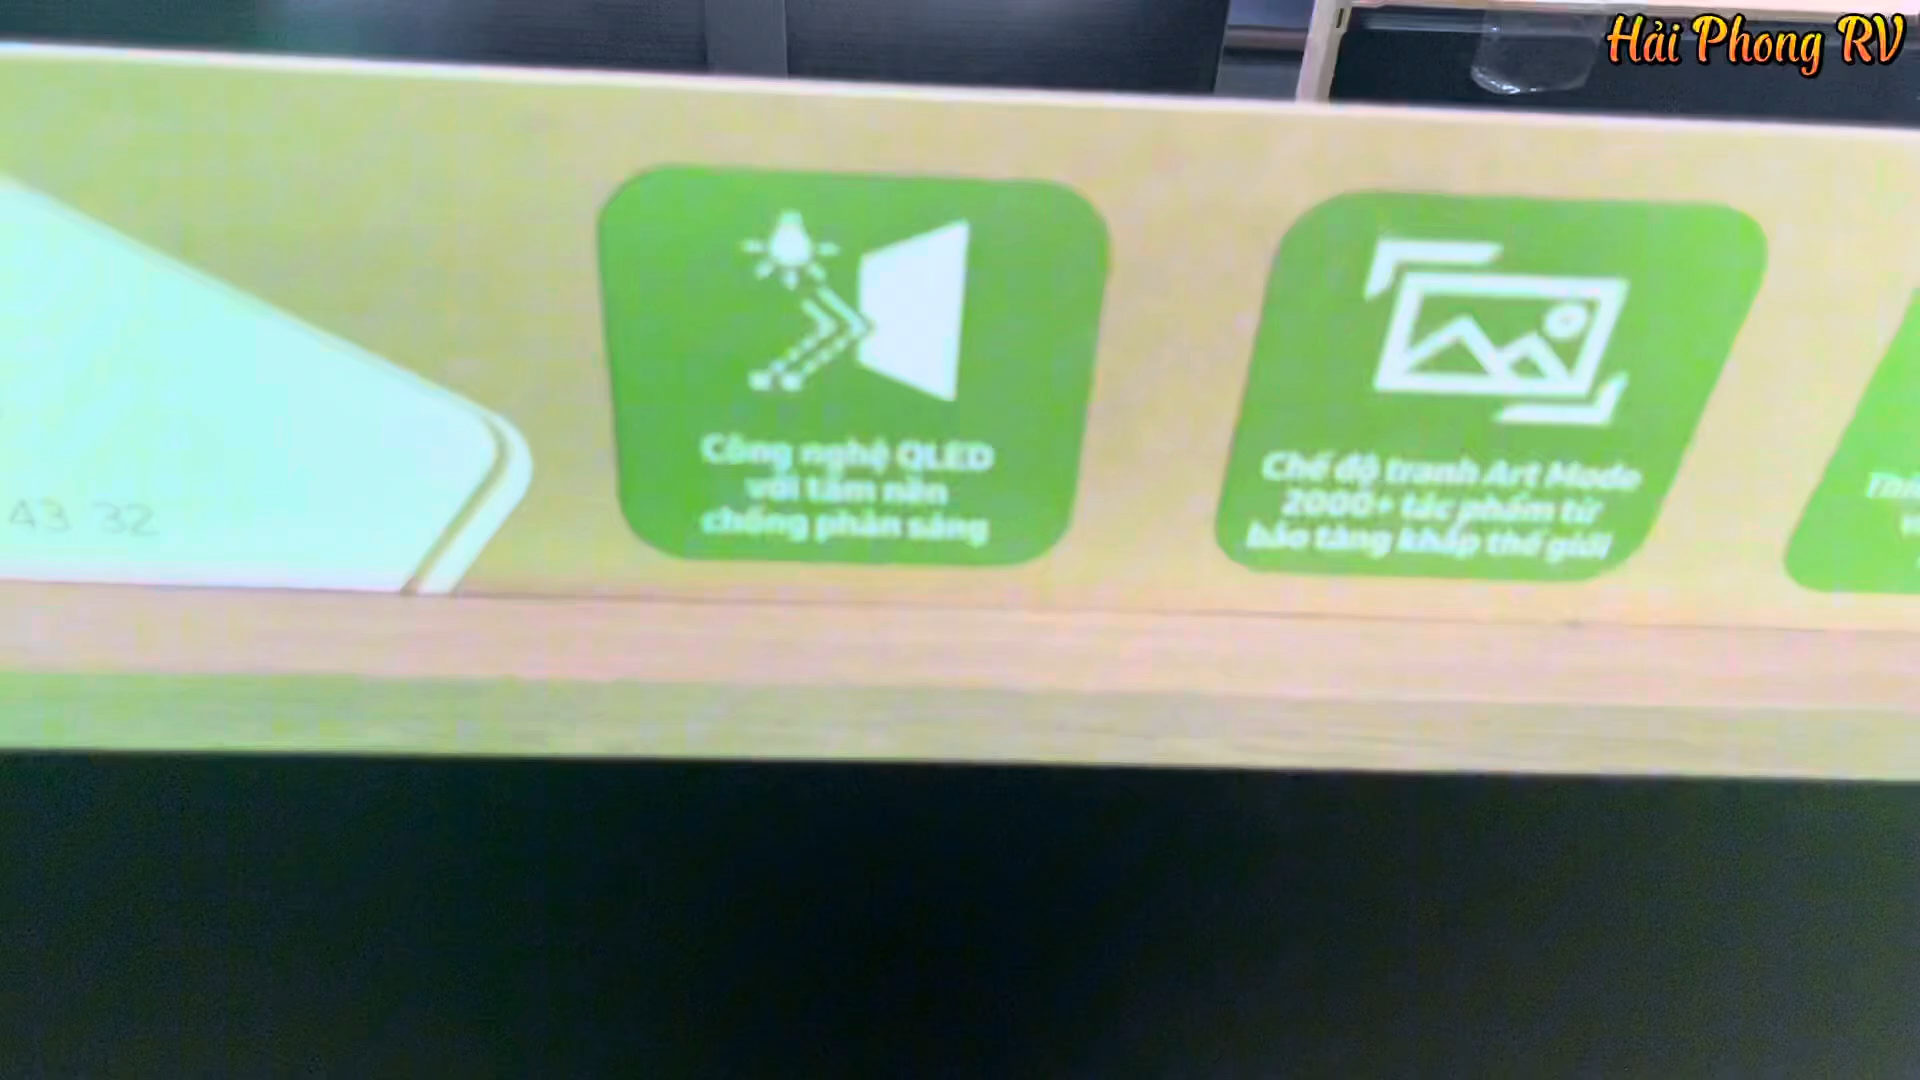 Hải Phong RV
43 32
Công nghệ QLED
với tấm nền
chống phản sáng
Chế độ tranh Art Mode
2000+ tác phẩm từ
bảo tàng khắp thế giới